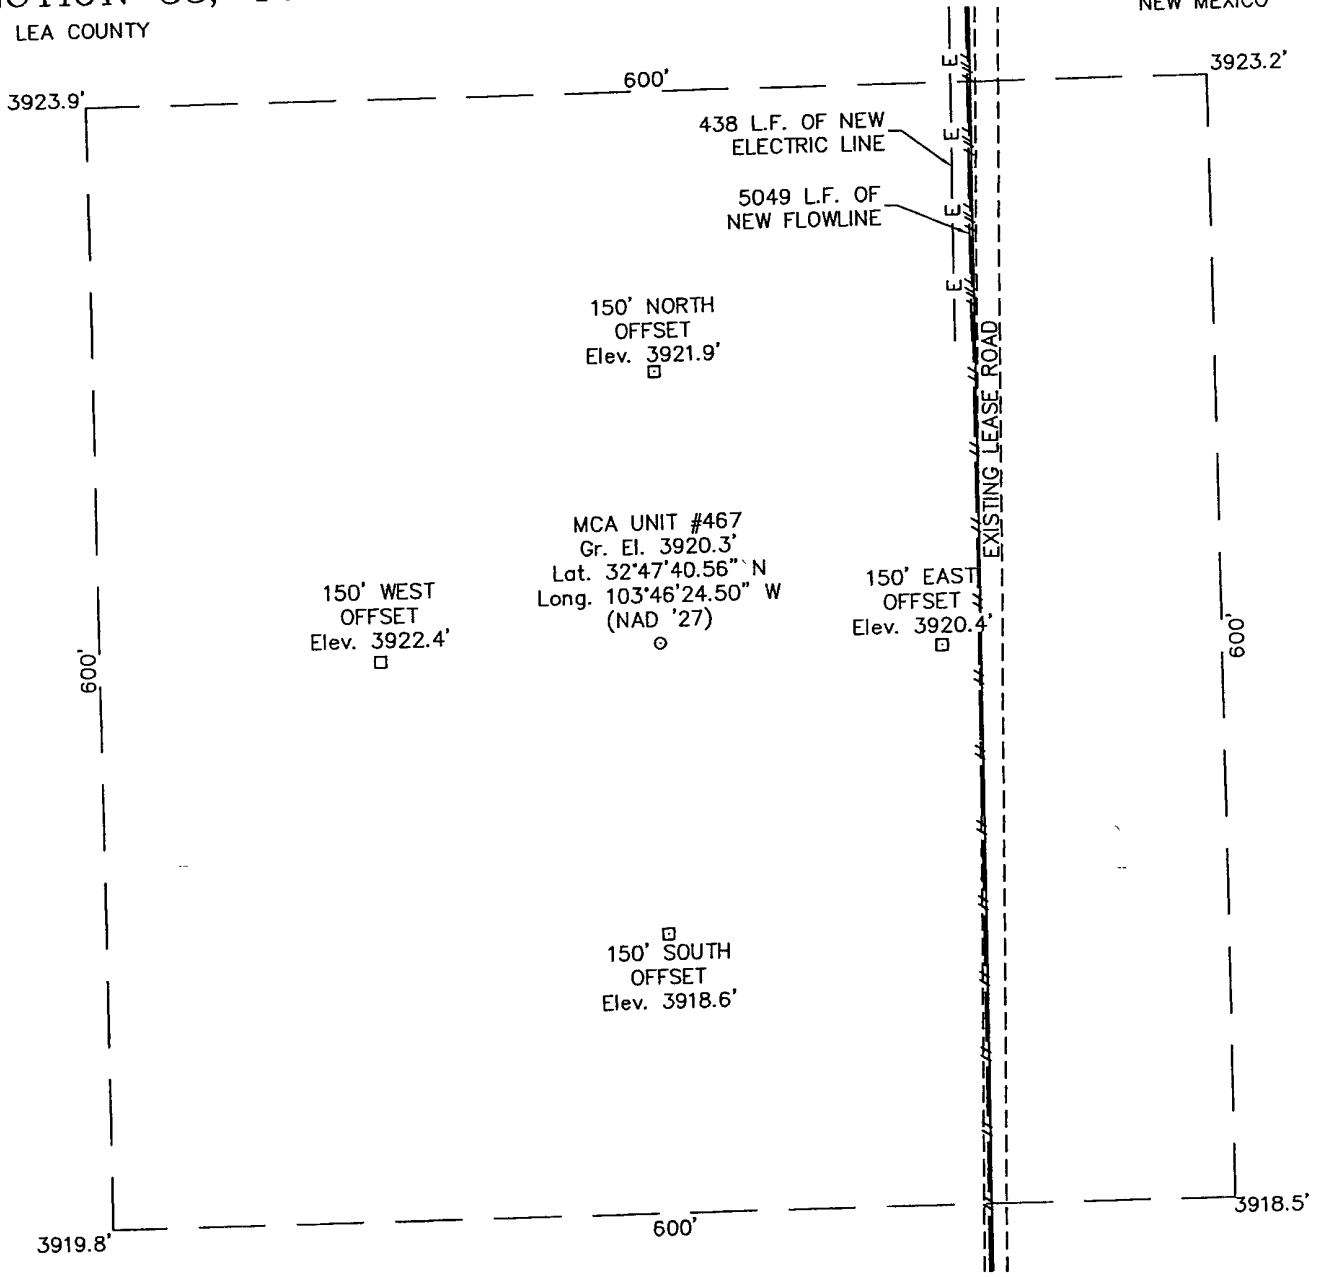 LEA COUNTY
NEW MEXICO
3923.9'
600'
3923.2'
438 L.F. OF NEW
ELECTRIC LINE
5049 L.F. OF
NEW FLOWLINE
E
E
E
E
150' NORTH
OFFSET
Elev. 3921.9'
EXISTING LEASE ROAD
MCA UNIT #467
Gr. El. 3920.3'
Lat. 32°47'40.56" N
Long. 103°46'24.50" W
(NAD '27)
150' WEST
OFFSET
Elev. 3922.4'
150' EAST
OFFSET
Elev. 3920.4'
600'
600'
150' SOUTH
OFFSET
Elev. 3918.6'
3919.8'
600'
3918.5'